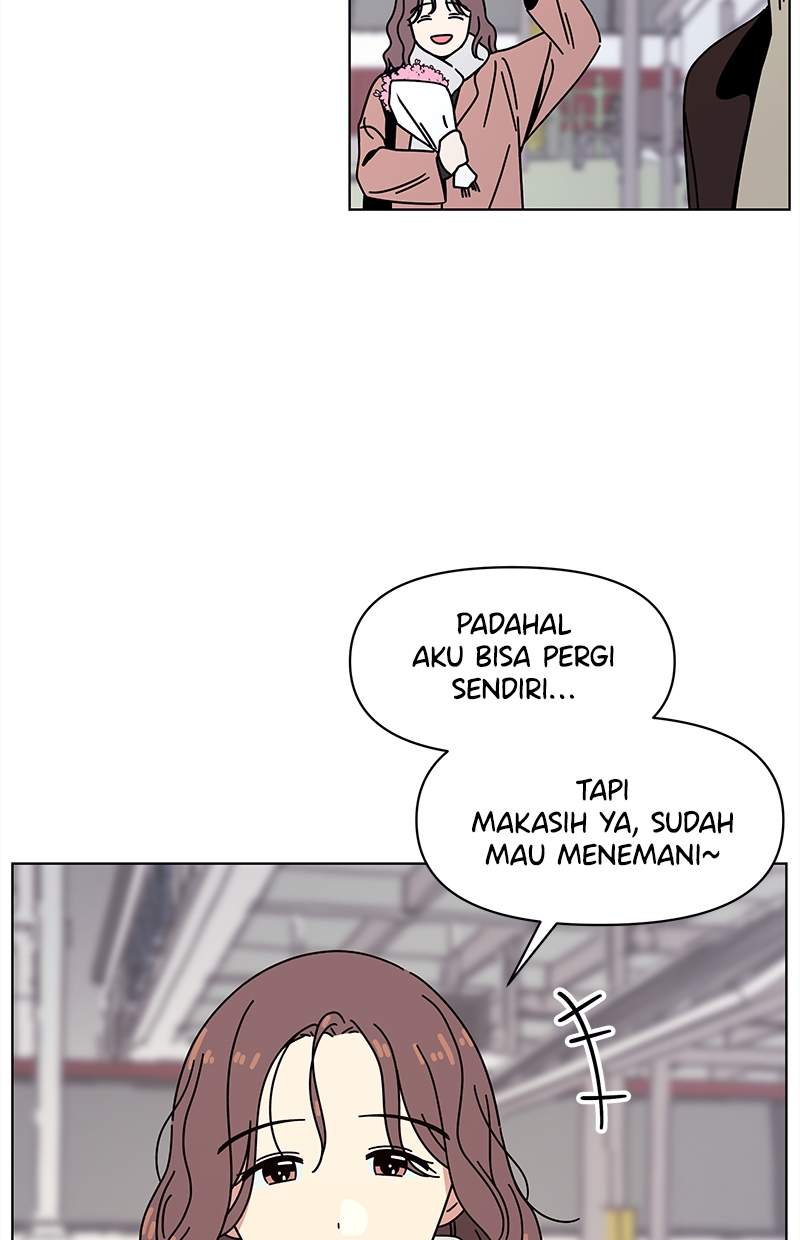 PADAHAL
AKU BISA PERGI
SENDIRI...
TAPI
MAKASIH YA, SUDAH
MAU MENEMANI~